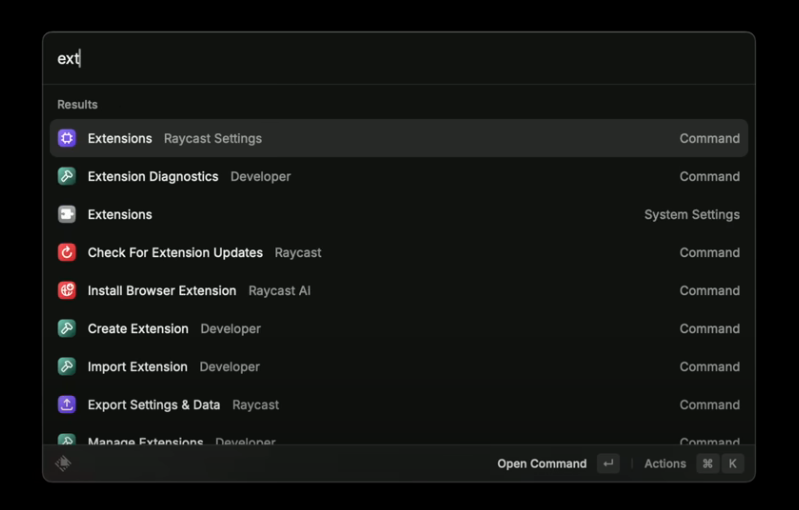 ext
Results
Extensions Raycast Settings Command
Extension Diagnostics Developer Command
Extensions System Settings
Check For Extension Updates Raycast Command
Install Browser Extension Raycast AI Command
Create Extension Developer Command
Import Extension Developer Command
Export Settings & Data Raycast Command
Manage Extensions Developer Command
Open Command ↵ Actions ⌘ K